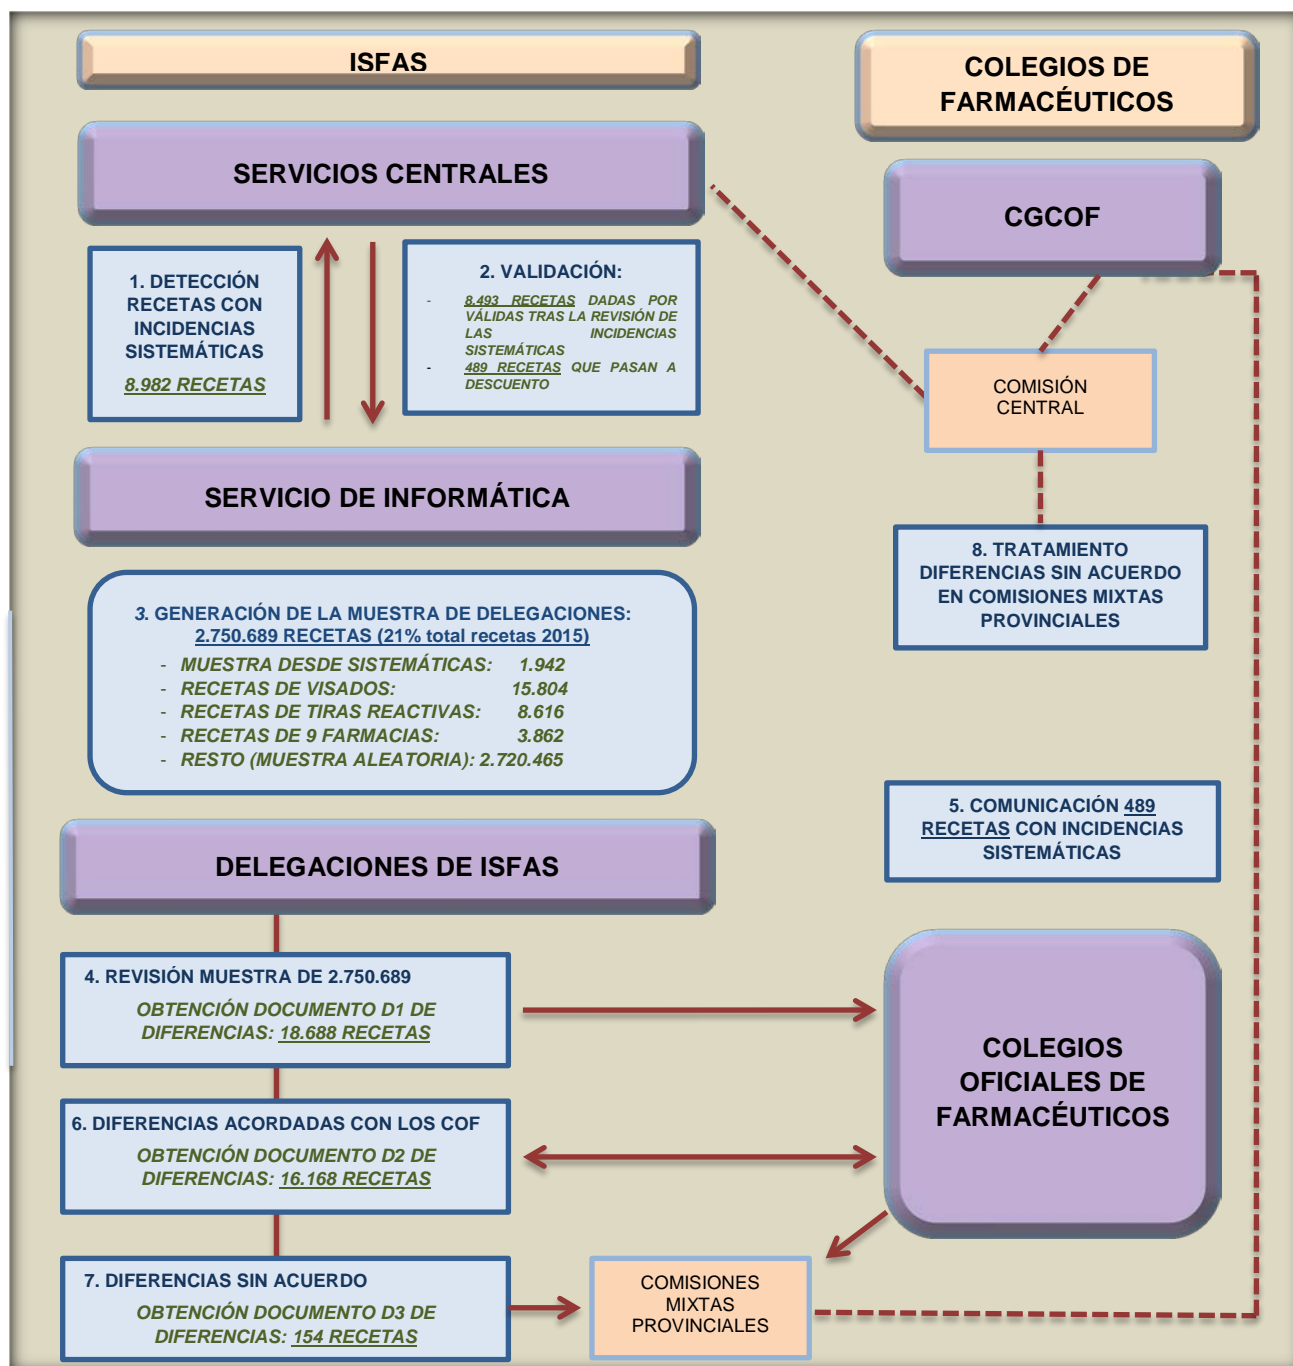 ISFAS
COLEGIOS DE
FARMACÉUTICOS
SERVICIOS CENTRALES
CGCOF
1. DETECCIÓN
RECETAS CON
INCIDENCIAS
SISTEMÁTICAS
8.982 RECETAS
2. VALIDACIÓN:
- 8.493 RECETAS DADAS POR
VÁLIDAS TRAS LA REVISIÓN DE
LAS INCIDENCIAS
SISTEMÁTICAS
- 489 RECETAS QUE PASAN A
DESCUENTO
COMISIÓN
CENTRAL
SERVICIO DE INFORMÁTICA
8. TRATAMIENTO
DIFERENCIAS SIN ACUERDO
EN COMISIONES MIXTAS
PROVINCIALES
3. GENERACIÓN DE LA MUESTRA DE DELEGACIONES:
2.750.689 RECETAS (21% total recetas 2015)
- MUESTRA DESDE SISTEMÁTICAS: 1.942
- RECETAS DE VISADOS: 15.804
- RECETAS DE TIRAS REACTIVAS: 8.616
- RECETAS DE 9 FARMACIAS: 3.862
- RESTO (MUESTRA ALEATORIA): 2.720.465
5. COMUNICACIÓN 489
RECETAS CON INCIDENCIAS
SISTEMÁTICAS
DELEGACIONES DE ISFAS
4. REVISIÓN MUESTRA DE 2.750.689
OBTENCIÓN DOCUMENTO D1 DE
DIFERENCIAS: 18.688 RECETAS
COLEGIOS
OFICIALES DE
FARMACÉUTICOS
6. DIFERENCIAS ACORDADAS CON LOS COF
OBTENCIÓN DOCUMENTO D2 DE
DIFERENCIAS: 16.168 RECETAS
7. DIFERENCIAS SIN ACUERDO
OBTENCIÓN DOCUMENTO D3 DE
DIFERENCIAS: 154 RECETAS
COMISIONES
MIXTAS
PROVINCIALES